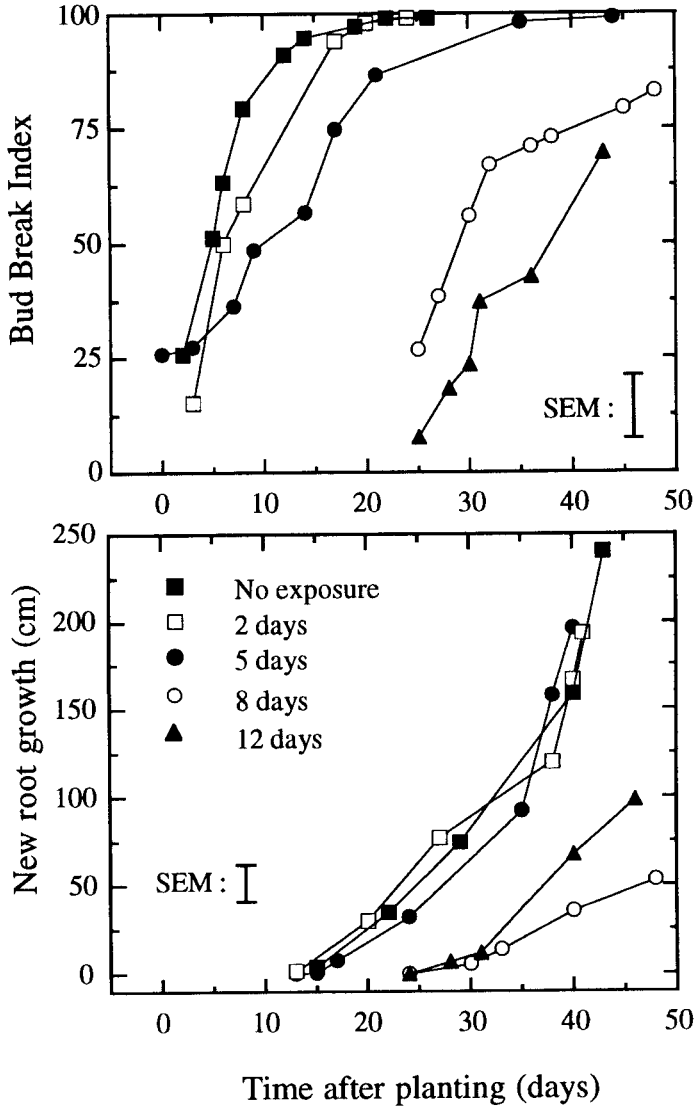 100
75
50
25
0
Bud Break Index
SEM :
0 10 20 30 40 50
250
200
150
100
50
0
New root growth (cm)
No exposure
2 days
5 days
8 days
12 days
SEM :
0 10 20 30 40 50
Time after planting (days)